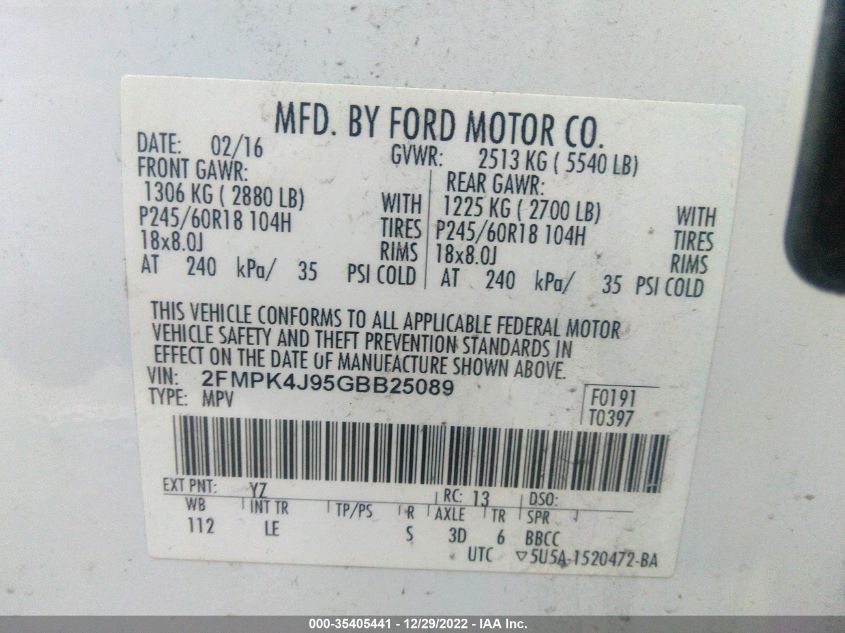 MFD. BY FORD MOTOR CO.
DATE: 02/16 GVWR: 2513 KG ( 5540 LB)
FRONT GAWR: REAR GAWR:
1306 KG ( 2880 LB) WITH 1225 KG ( 2700 LB) WITH
P245/60R18 104H TIRES P245/60R18 104H TIRES
18x8.0J RIMS 18x8.0J RIMS
AT 240 kPa/ 35 PSI COLD AT 240 kPa/ 35 PSI COLD
THIS VEHICLE CONFORMS TO ALL APPLICABLE FEDERAL MOTOR
VEHICLE SAFETY AND THEFT PREVENTION STANDARDS IN
EFFECT ON THE DATE OF MANUFACTURE SHOWN ABOVE.
VIN: 2FMPK4J95GBB25089 F0191
TYPE: MPV T0397
EXT PNT: YZ RC: 13 DSO:
WB INT TR TP/PS R AXLE TR SPR
112 LE S 3D 6 BBCC
UTC ▽5U5A-1520472-BA
000-35405441 - 12/29/2022 - IAA Inc.